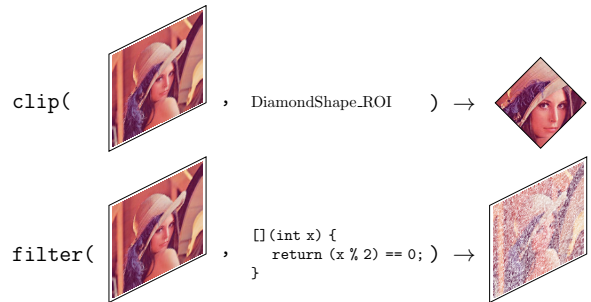 clip( , DiamondShape_ROI ) →
filter( , [](int x) { return (x % 2) == 0; } ) →